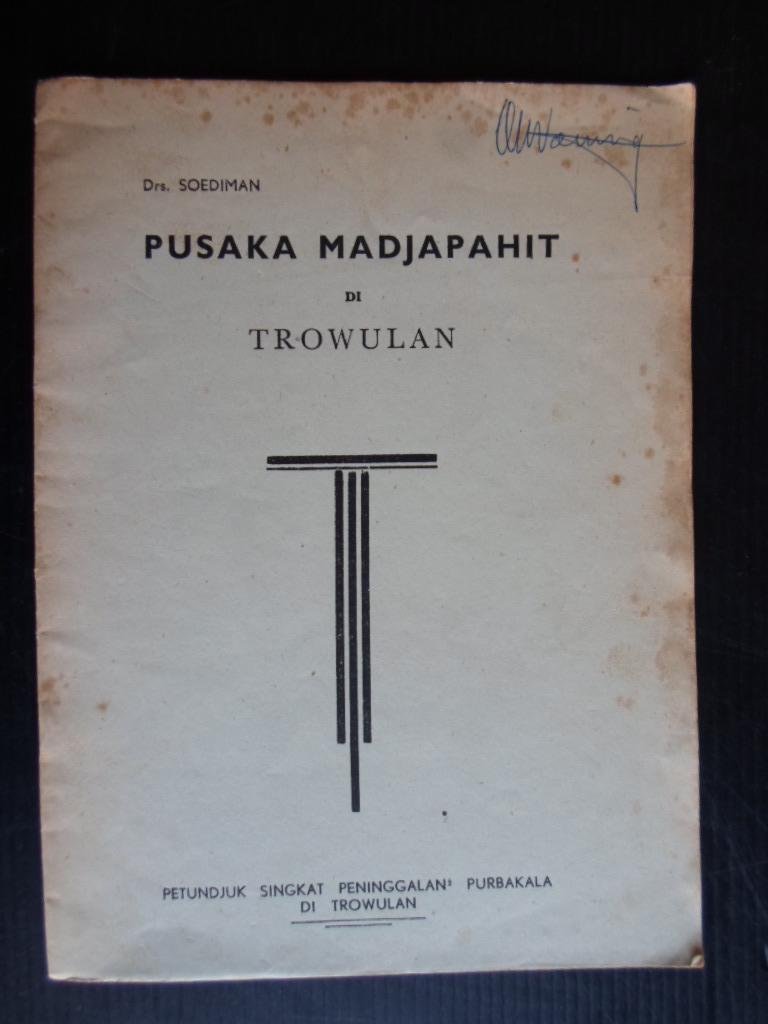 Drs. SOEDIMAN
PUSAKA MADJAPAHIT
DI
TROWULAN
PETUNDJUK SINGKAT PENINGGALAN² PURBAKALA
DI TROWULAN